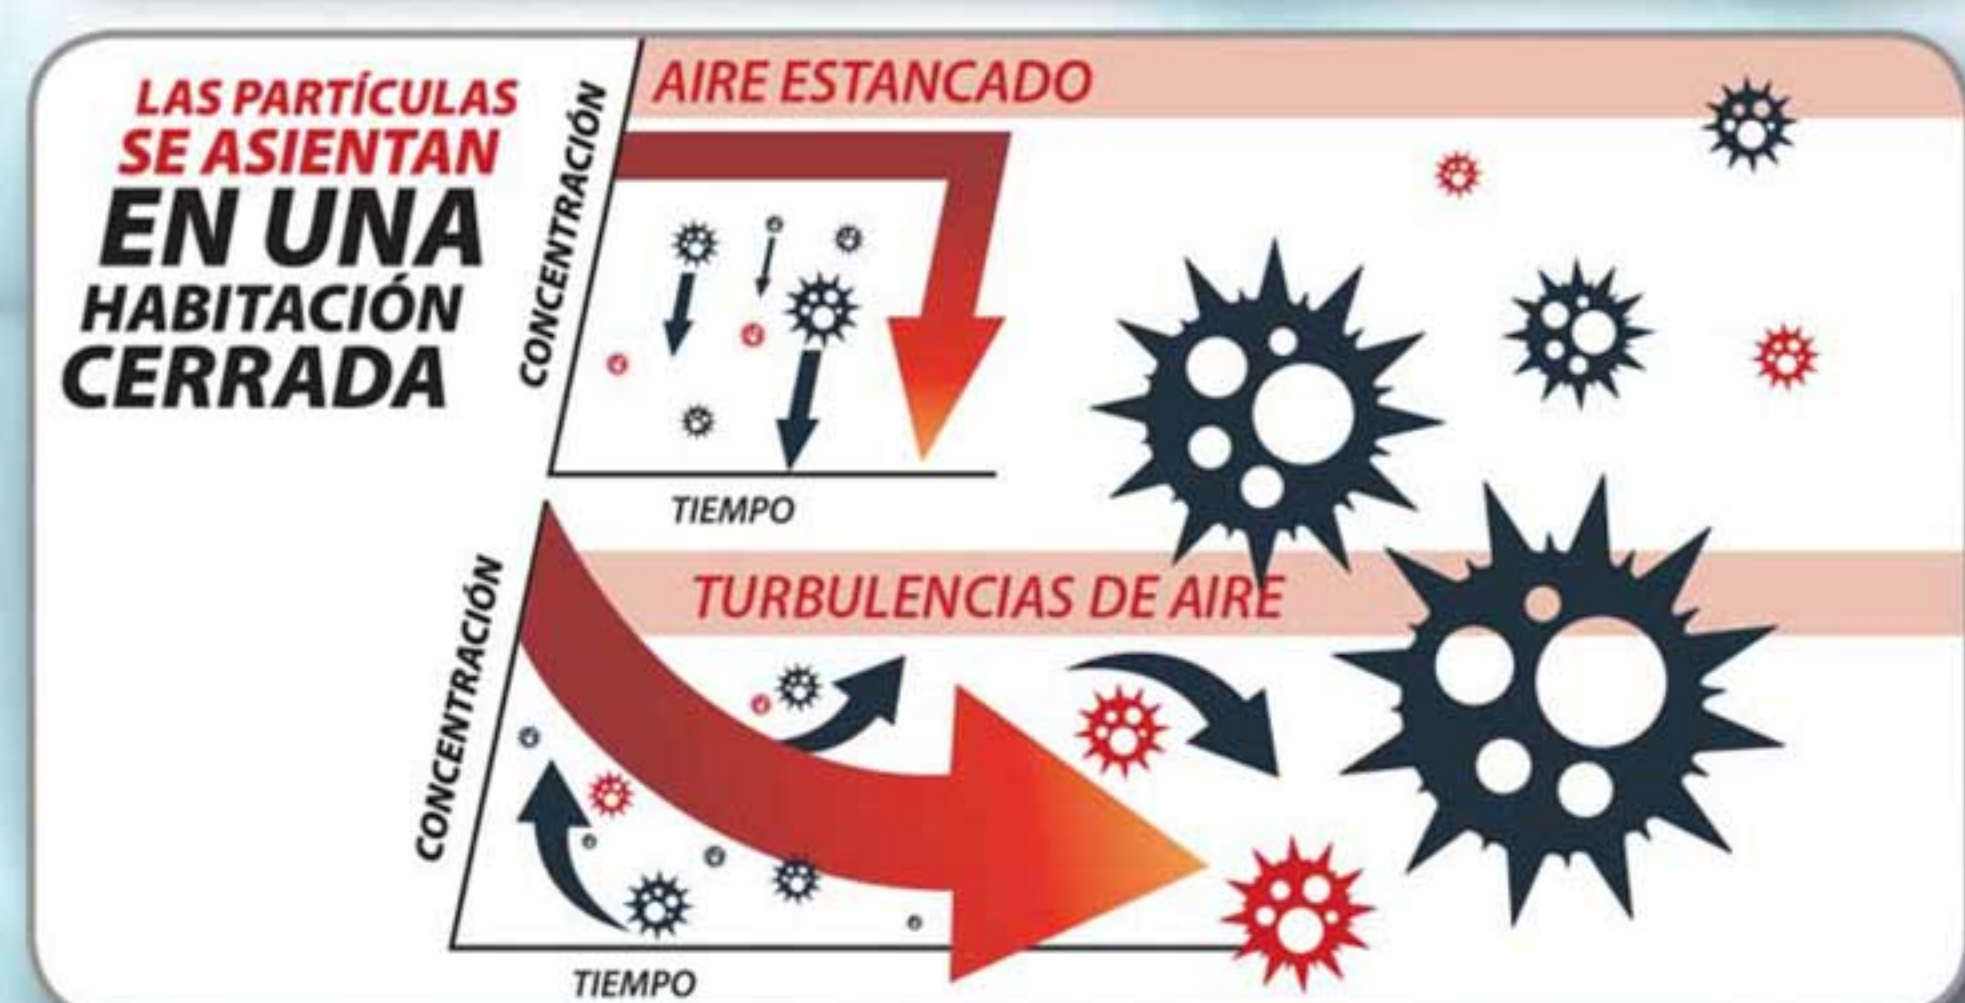 LAS PARTÍCULAS
SE ASIENTAN
EN UNA
HABITACIÓN
CERRADA
AIRE ESTANCADO
CONCENTRACIÓN
TIEMPO
TURBULENCIAS DE AIRE
CONCENTRACIÓN
TIEMPO